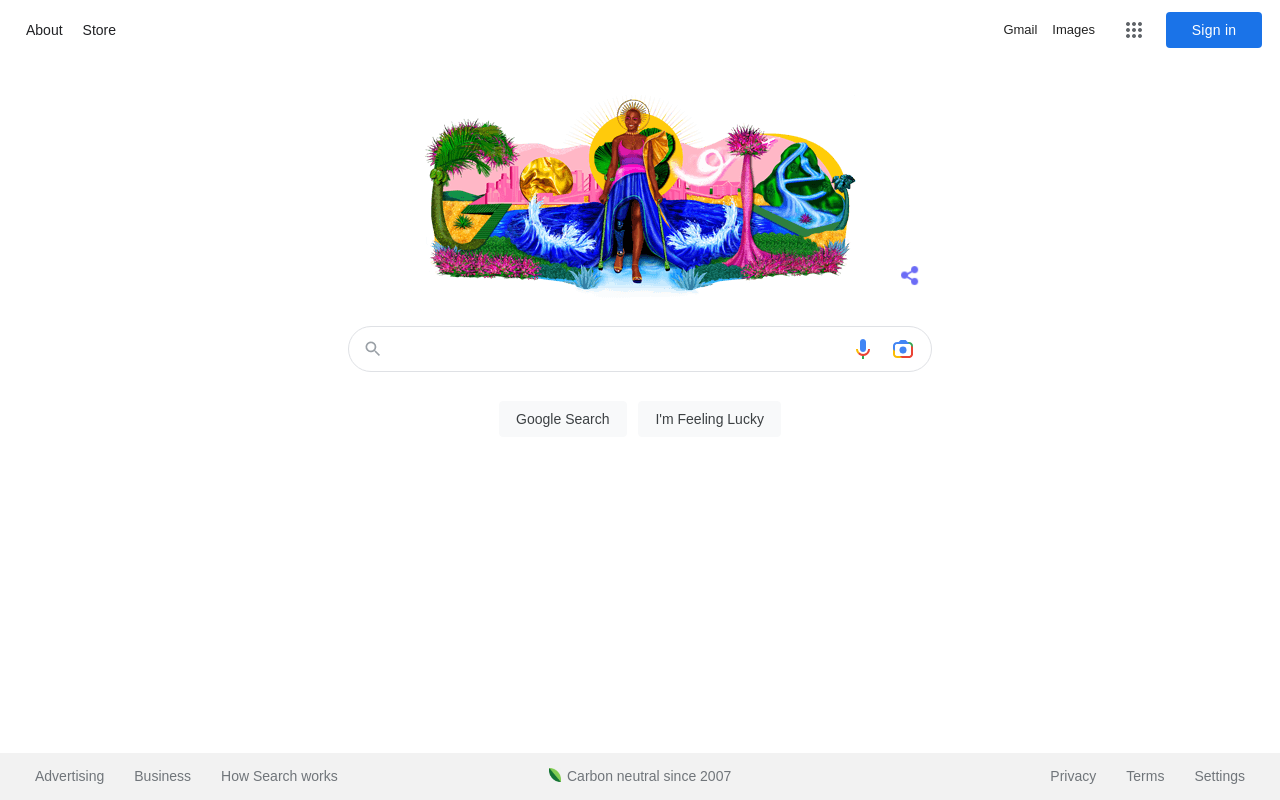 About Store Gmail Images Sign in
Google Search I'm Feeling Lucky
Advertising Business How Search works Carbon neutral since 2007 Privacy Terms Settings